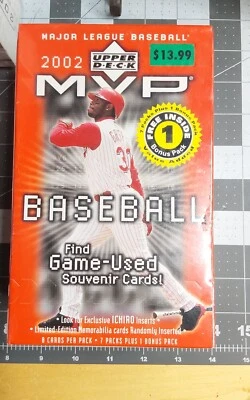 MAJOR LEAGUE BASEBALL®
$13.99
2002
UPPER
DECK
MVP
FREE INSIDE
1
Bonus Pack
BASEBALL
Find
Game-Used
Souvenir Cards!
• Look for Exclusive ICHIRO Inserts •
• Limited-Edition Memorabilia cards Randomly Inserted •
8 CARDS PER PACK • 7 PACKS PLUS 1 BONUS PACK